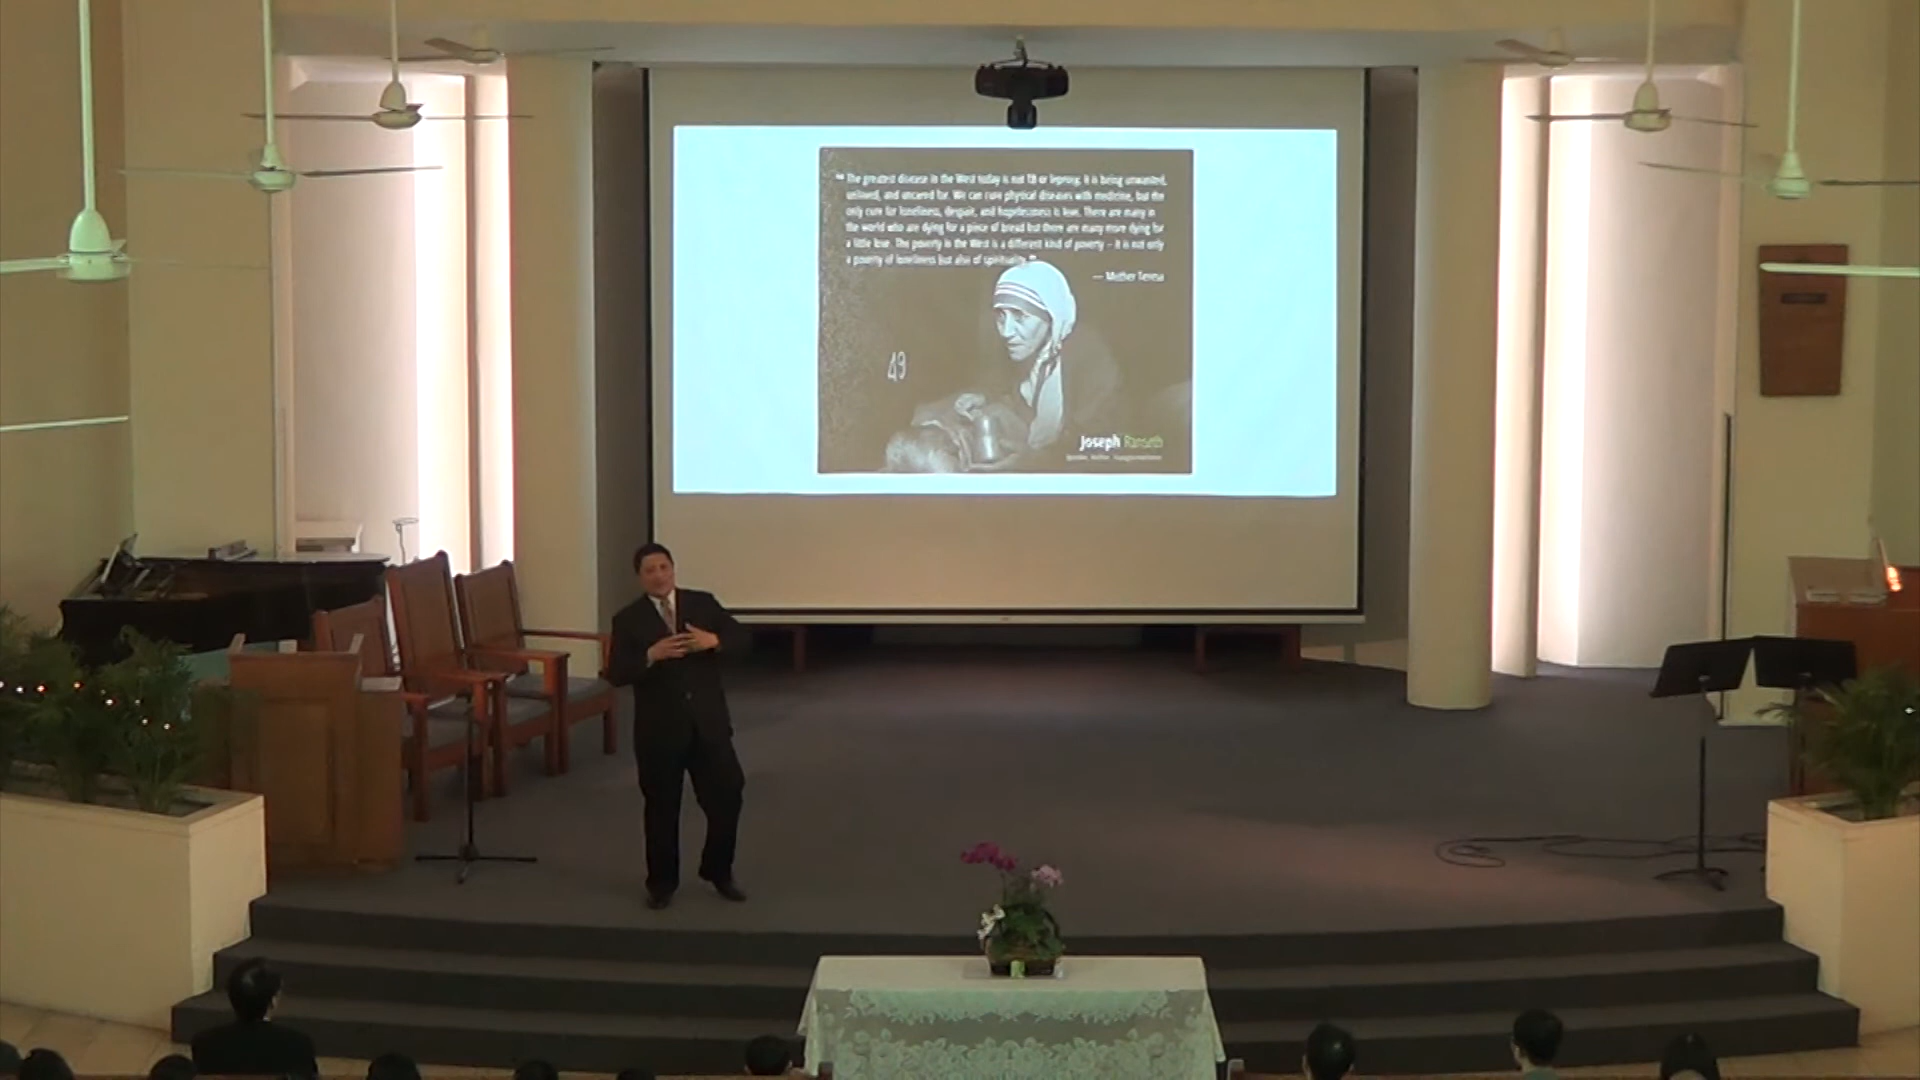 “ The greatest disease in the West today is not TB or leprosy; it is being unwanted,
unloved, and uncared for. We can cure physical diseases with medicine, but the
only cure for loneliness, despair, and hopelessness is love. There are many in
the world who are dying for a piece of bread but there are many more dying for
a little love. The poverty in the West is a different kind of poverty – it is not only
a poverty of loneliness but also of spirituality. ”
— Mother Teresa
Joseph Ranseth